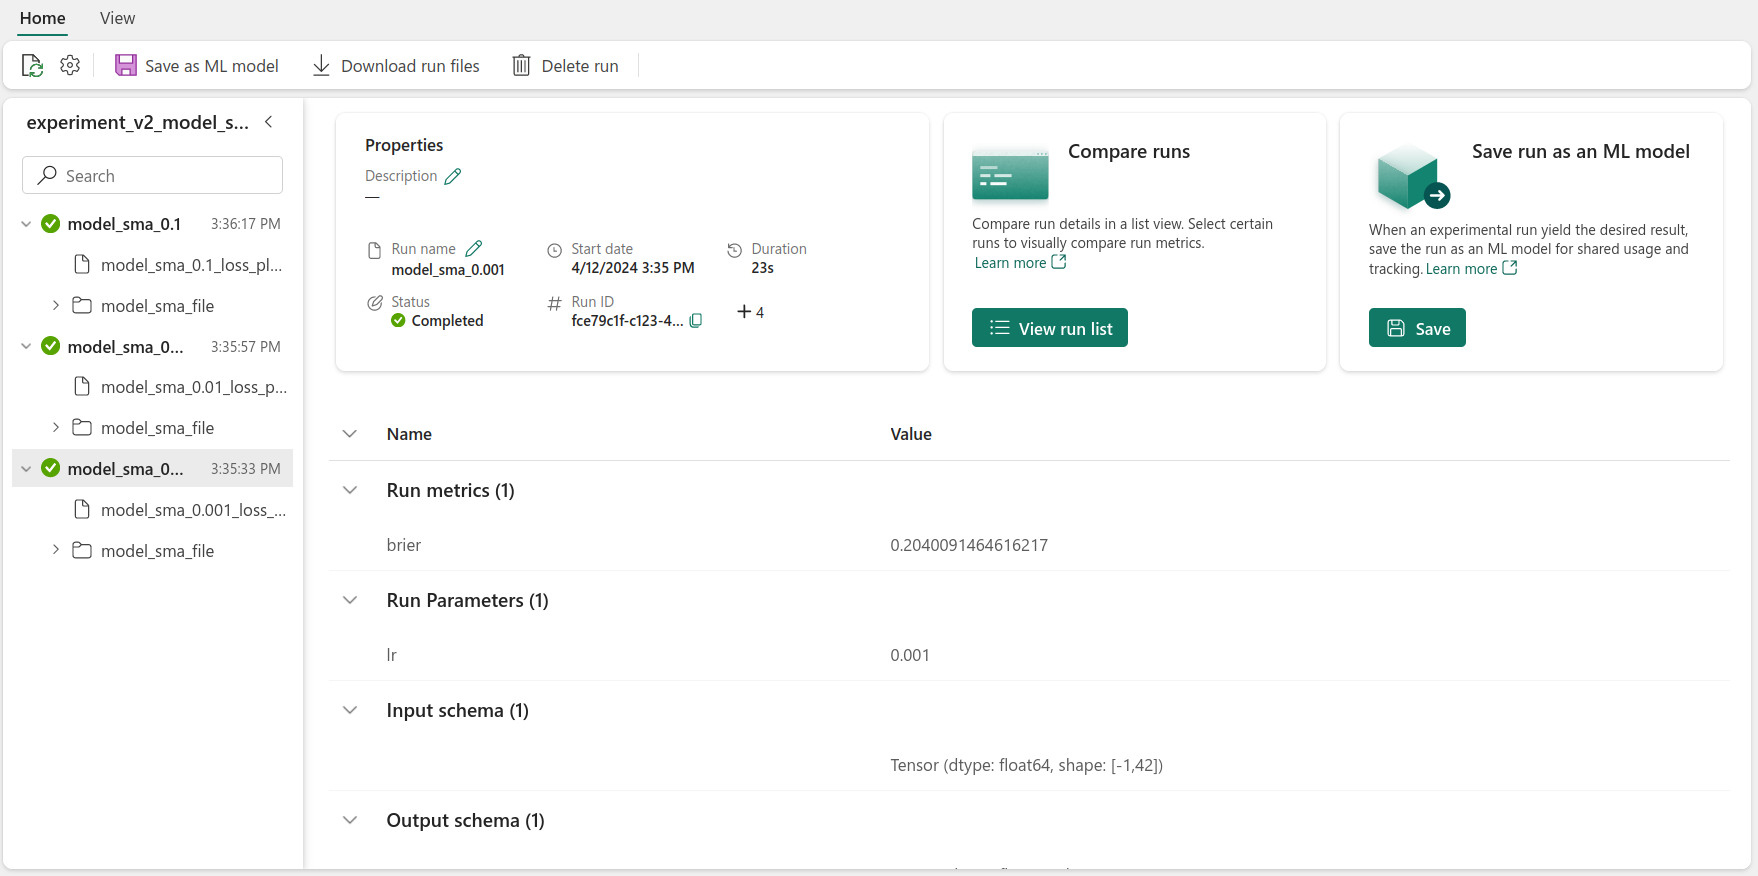 Home View
Save as ML model Download run files Delete run
experiment_v2_model_s...
Search
model_sma_0.1 3:36:17 PM
model_sma_0.1_loss_pl...
model_sma_file
model_sma_0... 3:35:57 PM
model_sma_0.01_loss_p...
model_sma_file
model_sma_0... 3:35:33 PM
model_sma_0.001_loss_...
model_sma_file
Properties
Description
—
Run name
model_sma_0.001
Start date
4/12/2024 3:35 PM
Duration
23s
Status
Completed
Run ID
fce79c1f-c123-4...
+ 4
Compare runs
Compare run details in a list view. Select certain
runs to visually compare run metrics.
Learn more
View run list
Save run as an ML model
When an experimental run yield the desired result,
save the run as an ML model for shared usage and
tracking. Learn more
Save
Name Value
Run metrics (1)
brier 0.2040091464616217
Run Parameters (1)
lr 0.001
Input schema (1)
Tensor (dtype: float64, shape: [-1,42])
Output schema (1)